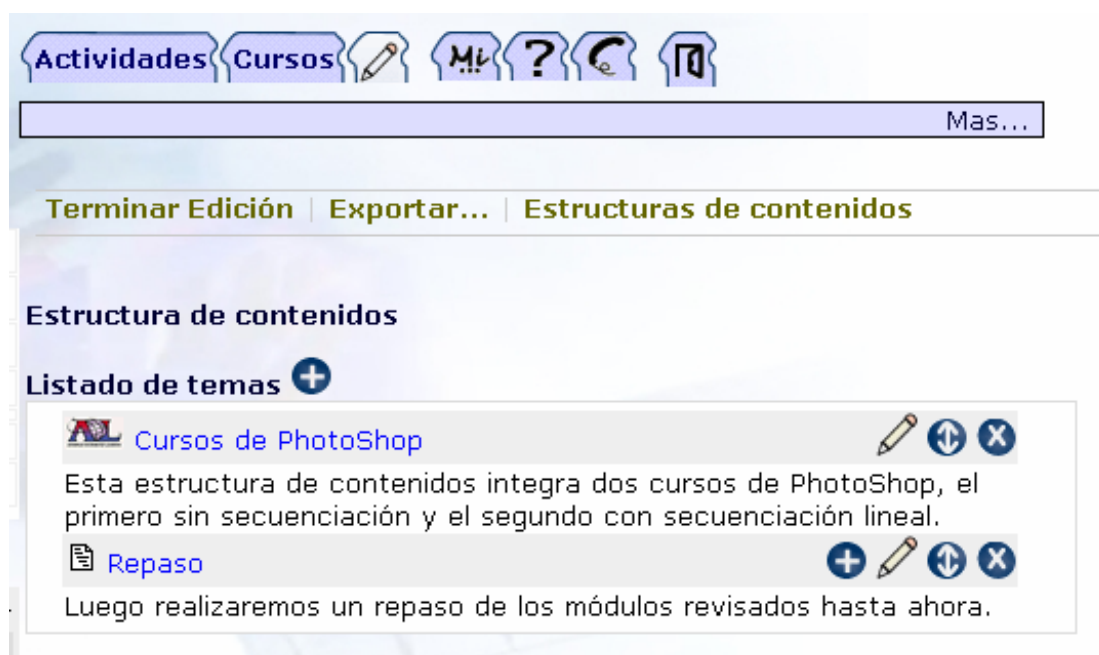 Actividades Cursos Mi ?
Mas...
Terminar Edición | Exportar... | Estructuras de contenidos
Estructura de contenidos
Listado de temas
ADL Cursos de PhotoShop
Esta estructura de contenidos integra dos cursos de PhotoShop, el
primero sin secuenciación y el segundo con secuenciación lineal.
Repaso
Luego realizaremos un repaso de los módulos revisados hasta ahora.